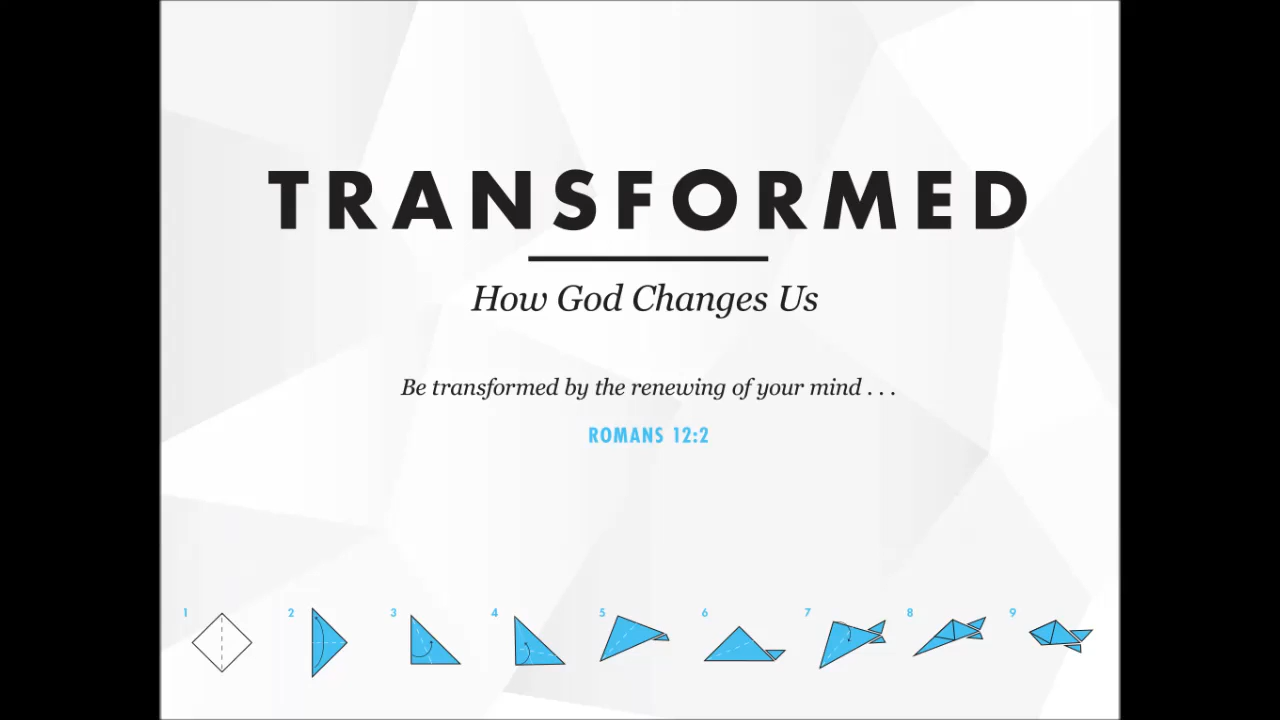 TRANSFORMED
How God Changes Us
Be transformed by the renewing of your mind . . .
ROMANS 12:2
1 2 3 4 5 6 7 8 9